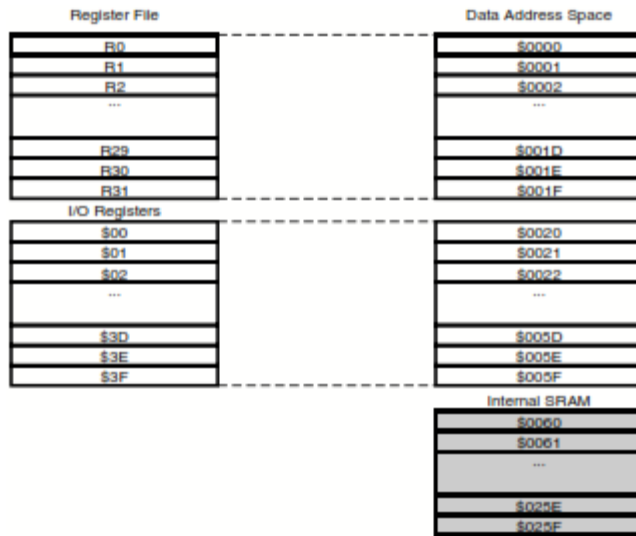 Register File Data Address Space
R0 $0000
R1 $0001
R2 $0002
... ...
R29 $001D
R30 $001E
R31 $001F
I/O Registers
$00 $0020
$01 $0021
$02 $0022
... ...
$3D $005D
$3E $005E
$3F $005F
Internal SRAM
$0060
$0061
...
$025E
$025F